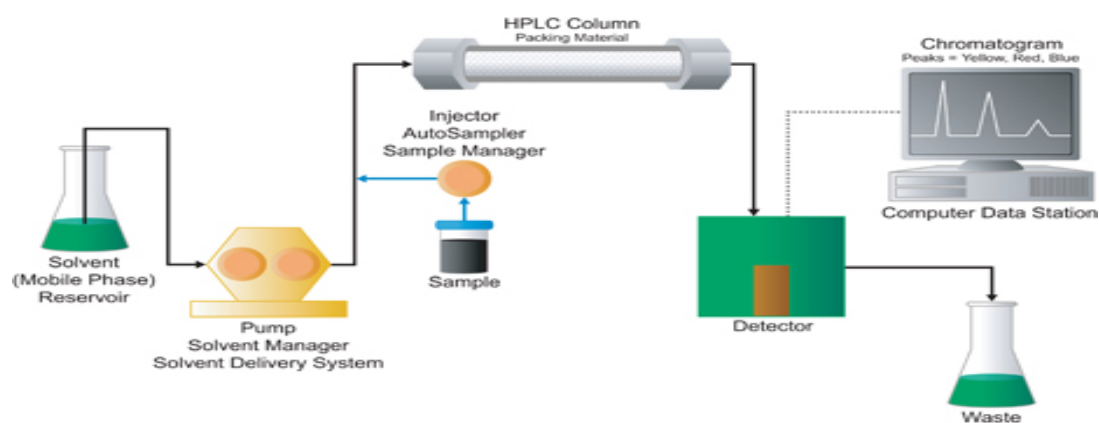 HPLC Column
Packing Material
Chromatogram
Peaks = Yellow, Red, Blue
Injector
AutoSampler
Sample Manager
Computer Data Station
Solvent
(Mobile Phase)
Reservoir
Sample
Pump
Solvent Manager
Solvent Delivery System
Detector
Waste